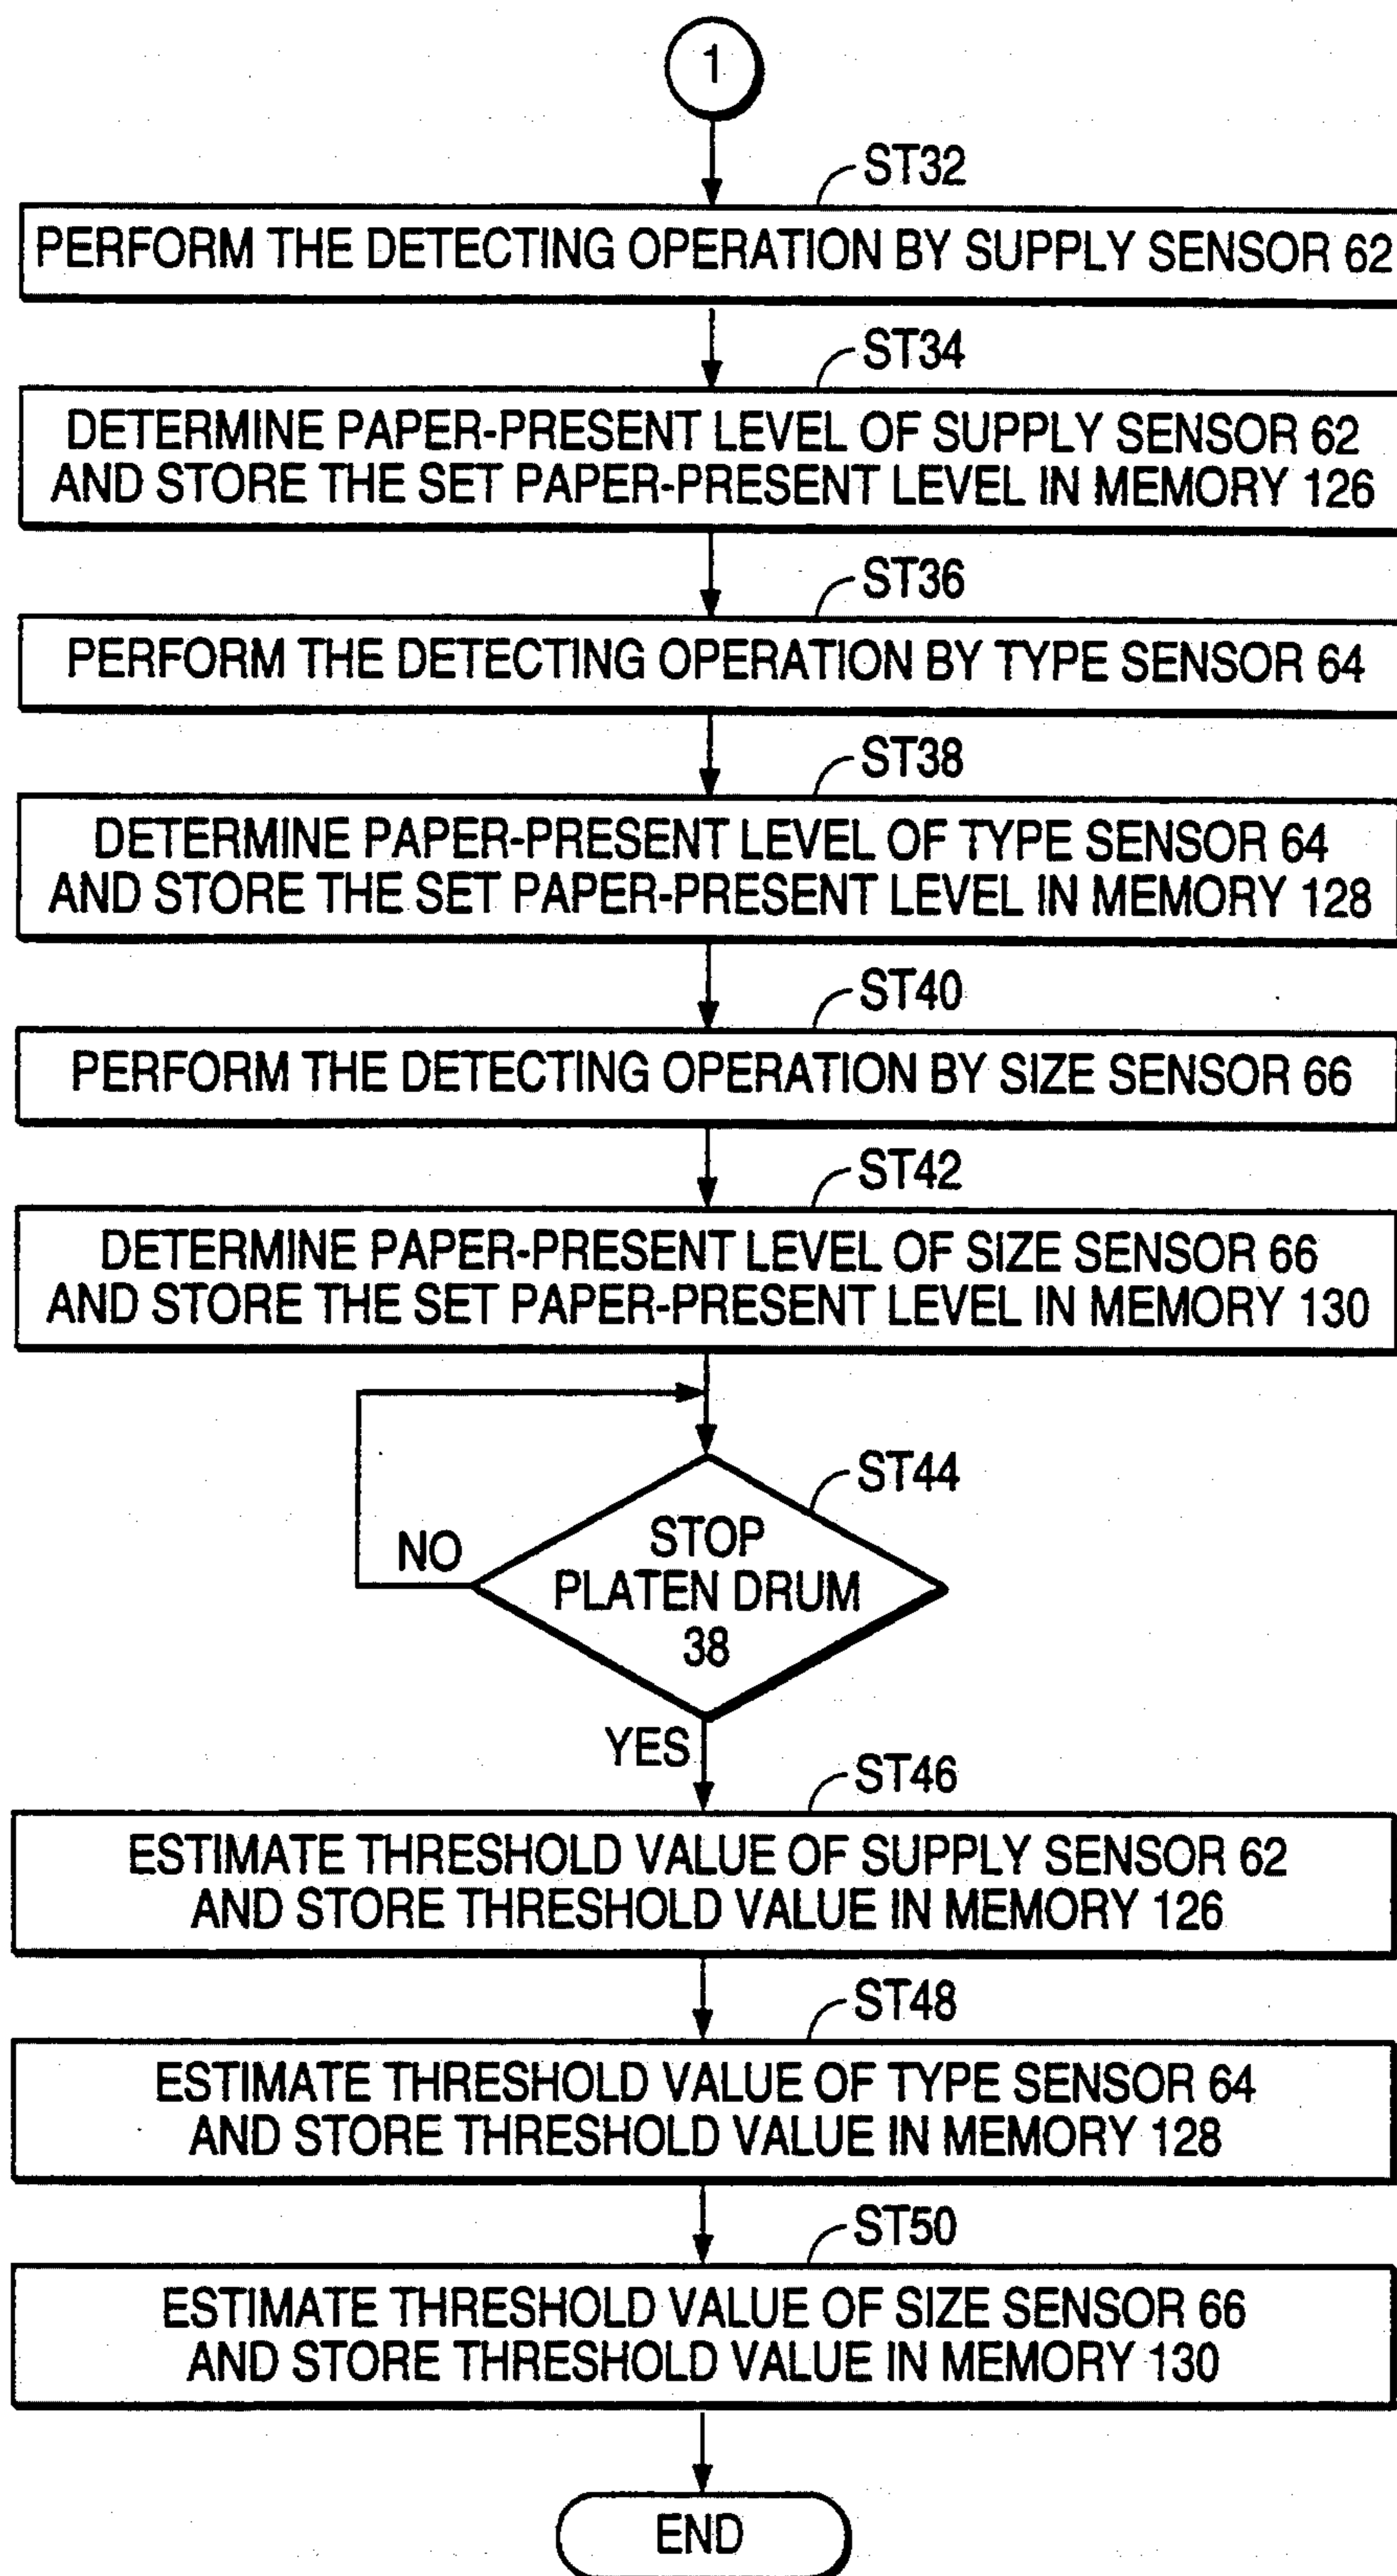 1
ST32
PERFORM THE DETECTING OPERATION BY SUPPLY SENSOR 62
ST34
DETERMINE PAPER-PRESENT LEVEL OF SUPPLY SENSOR 62
AND STORE THE SET PAPER-PRESENT LEVEL IN MEMORY 126
ST36
PERFORM THE DETECTING OPERATION BY TYPE SENSOR 64
ST38
DETERMINE PAPER-PRESENT LEVEL OF TYPE SENSOR 64
AND STORE THE SET PAPER-PRESENT LEVEL IN MEMORY 128
ST40
PERFORM THE DETECTING OPERATION BY SIZE SENSOR 66
ST42
DETERMINE PAPER-PRESENT LEVEL OF SIZE SENSOR 66
AND STORE THE SET PAPER-PRESENT LEVEL IN MEMORY 130
ST44
STOP
PLATEN DRUM
38
NO
YES
ST46
ESTIMATE THRESHOLD VALUE OF SUPPLY SENSOR 62
AND STORE THRESHOLD VALUE IN MEMORY 126
ST48
ESTIMATE THRESHOLD VALUE OF TYPE SENSOR 64
AND STORE THRESHOLD VALUE IN MEMORY 128
ST50
ESTIMATE THRESHOLD VALUE OF SIZE SENSOR 66
AND STORE THRESHOLD VALUE IN MEMORY 130
END